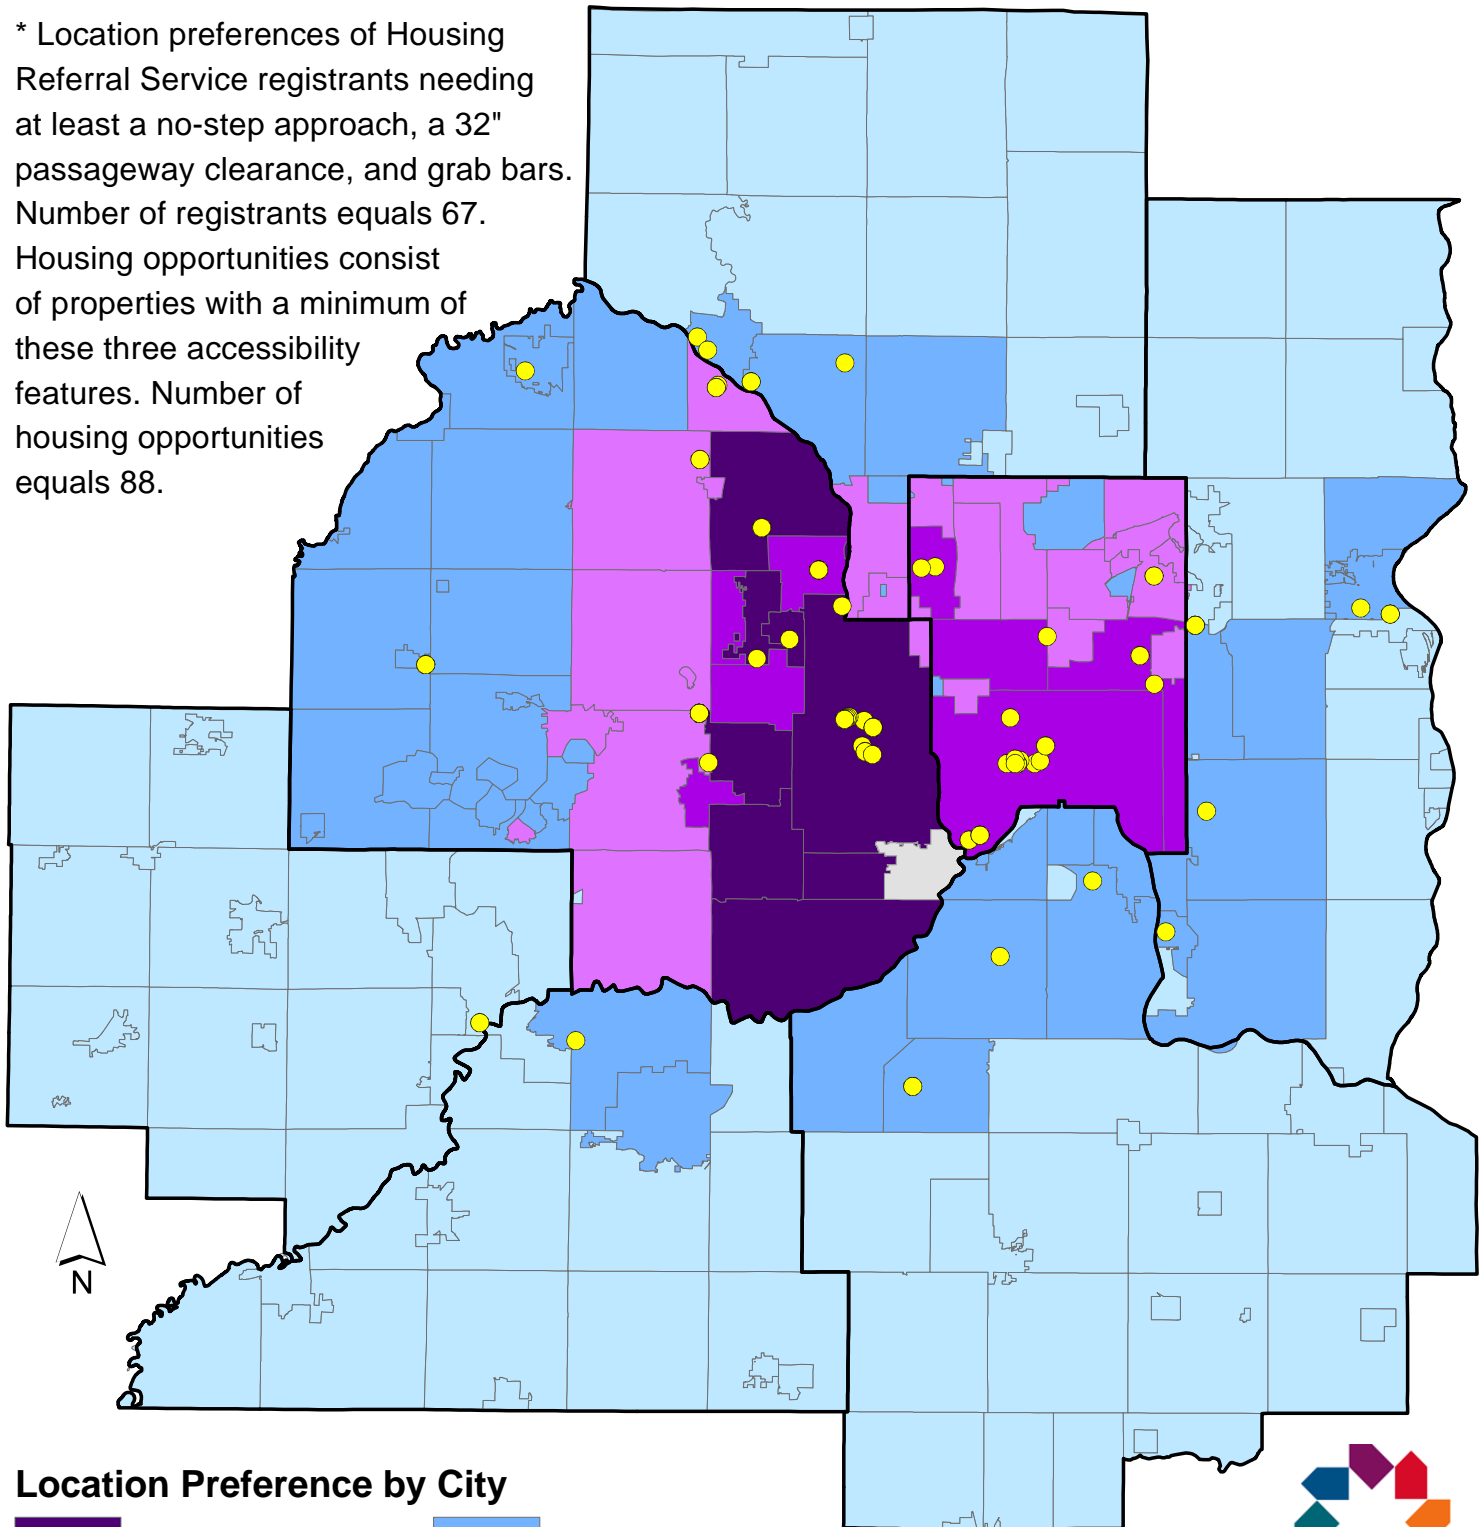 * Location preferences of Housing
Referral Service registrants needing
at least a no-step approach, a 32"
passageway clearance, and grab bars.
Number of registrants equals 67.
Housing opportunities consist
of properties with a minimum of
these three accessibility
features. Number of
housing opportunities
equals 88.
N
Location Preference by City